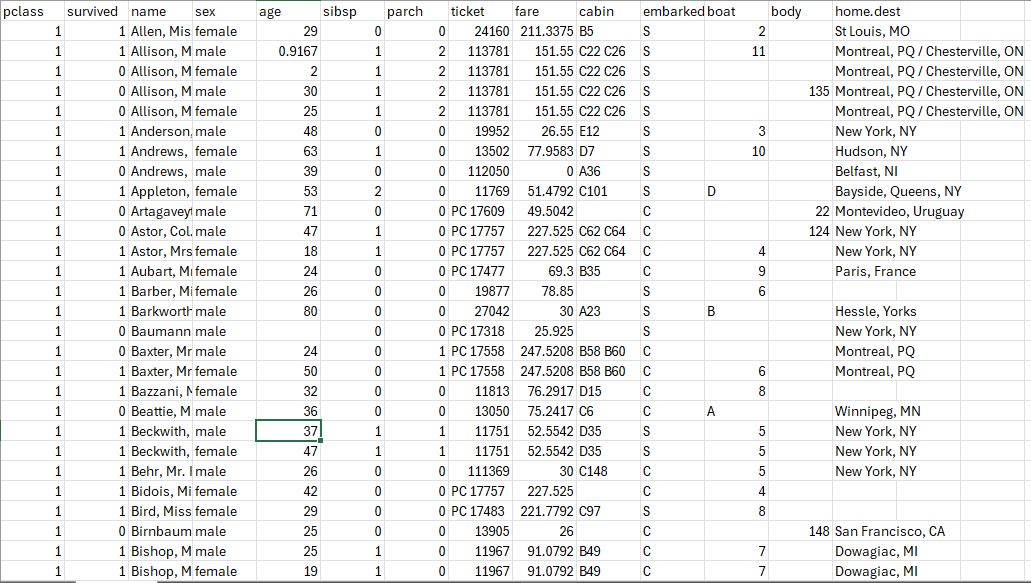 pclass survived name sex age sibsp parch ticket fare cabin embarked boat body home.dest
1 1 Allen, Mis female 29 0 0 24160 211.3375 B5 S 2 St Louis, MO
1 1 Allison, M male 0.9167 1 2 113781 151.55 C22 C26 S 11 Montreal, PQ / Chesterville, ON
1 0 Allison, M female 2 1 2 113781 151.55 C22 C26 S Montreal, PQ / Chesterville, ON
1 0 Allison, M male 30 1 2 113781 151.55 C22 C26 S 135 Montreal, PQ / Chesterville, ON
1 0 Allison, M female 25 1 2 113781 151.55 C22 C26 S Montreal, PQ / Chesterville, ON
1 1 Anderson, male 48 0 0 19952 26.55 E12 S 3 New York, NY
1 1 Andrews, female 63 1 0 13502 77.9583 D7 S 10 Hudson, NY
1 0 Andrews, male 39 0 0 112050 0 A36 S Belfast, NI
1 1 Appleton, female 53 2 0 11769 51.4792 C101 S D Bayside, Queens, NY
1 0 Artagavey male 71 0 0 PC 17609 49.5042 C 22 Montevideo, Uruguay
1 0 Astor, Col. male 47 1 0 PC 17757 227.525 C62 C64 C 124 New York, NY
1 1 Astor, Mrs female 18 1 0 PC 17757 227.525 C62 C64 C 4 New York, NY
1 1 Aubart, M female 24 0 0 PC 17477 69.3 B35 C 9 Paris, France
1 1 Barber, Mi female 26 0 0 19877 78.85 S 6
1 1 Barkworth male 80 0 0 27042 30 A23 S B Hessle, Yorks
1 0 Baumann male 0 0 PC 17318 25.925 S New York, NY
1 0 Baxter, Mr male 24 0 1 PC 17558 247.5208 B58 B60 C Montreal, PQ
1 1 Baxter, Mr female 50 0 1 PC 17558 247.5208 B58 B60 C 6 Montreal, PQ
1 1 Bazzani, M female 32 0 0 11813 76.2917 D15 C 8
1 0 Beattie, M male 36 0 0 13050 75.2417 C6 C A Winnipeg, MN
1 1 Beckwith, male 37 1 1 11751 52.5542 D35 S 5 New York, NY
1 1 Beckwith, female 47 1 1 11751 52.5542 D35 S 5 New York, NY
1 1 Behr, Mr. male 26 0 0 111369 30 C148 C 5 New York, NY
1 1 Bidois, Mi female 42 0 0 PC 17757 227.525 C 4
1 1 Bird, Miss female 29 0 0 PC 17483 221.7792 C97 S 8
1 0 Birnbaum male 25 0 0 13905 26 C 148 San Francisco, CA
1 1 Bishop, M male 25 1 0 11967 91.0792 B49 C 7 Dowagiac, MI
1 1 Bishop, M female 19 1 0 11967 91.0792 B49 C 7 Dowagiac, MI